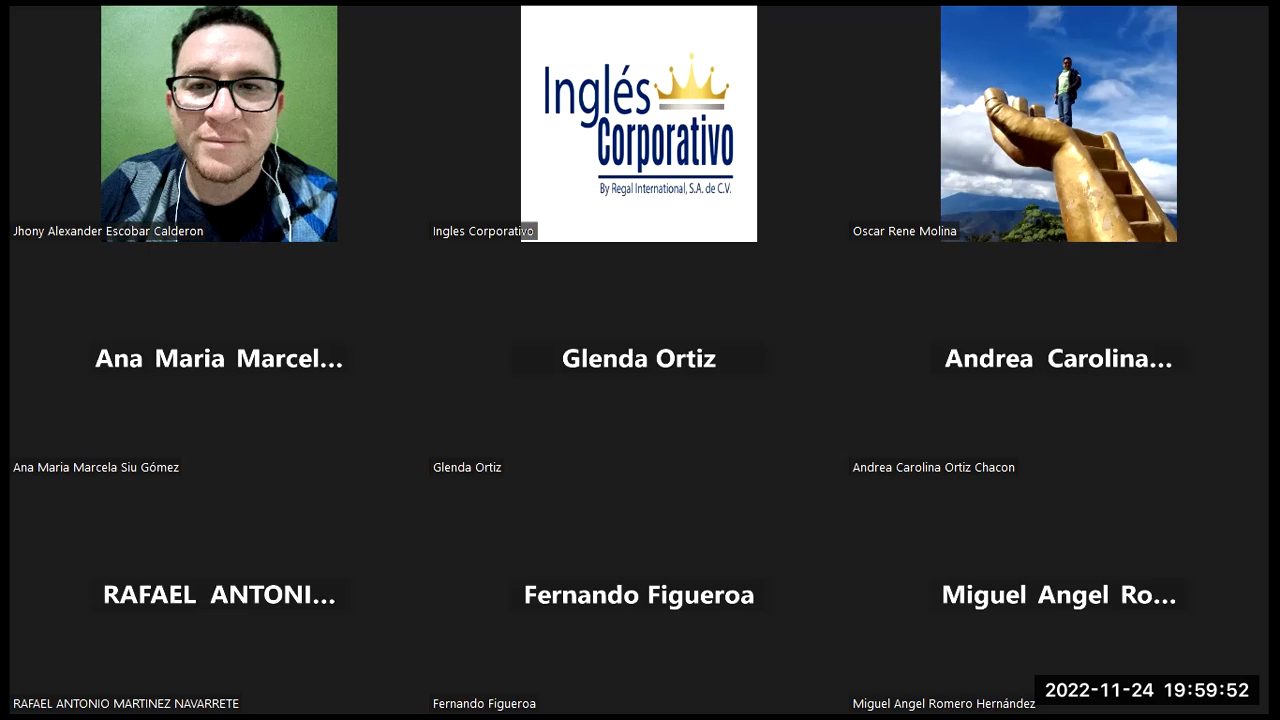 Inglés
Corporativo
By Regal International, S.A. de C.V.
Jhony Alexander Escobar Calderon
Ingles Corporativo
Oscar Rene Molina
Ana Maria Marcel...
Glenda Ortiz
Andrea Carolina...
Ana Maria Marcela Siu Gómez
Glenda Ortiz
Andrea Carolina Ortiz Chacon
RAFAEL ANTONI...
Fernando Figueroa
Miguel Angel Ro...
RAFAEL ANTONIO MARTINEZ NAVARRETE
Fernando Figueroa
Miguel Angel Romero Hernández
2022-11-24 19:59:52